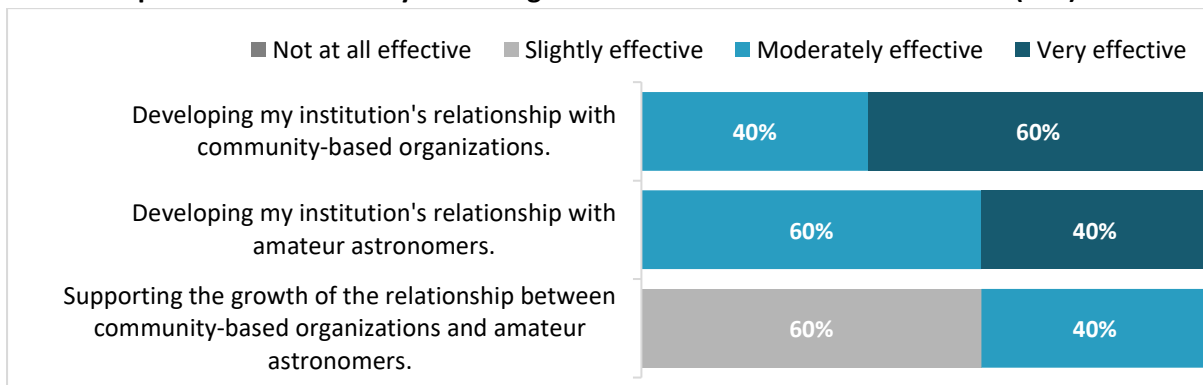 Not at all effective Slightly effective Moderately effective Very effective
Developing my institution's relationship with
community-based organizations.
40% 60%
Developing my institution's relationship with
amateur astronomers.
60% 40%
Supporting the growth of the relationship between
community-based organizations and amateur
astronomers.
60% 40%